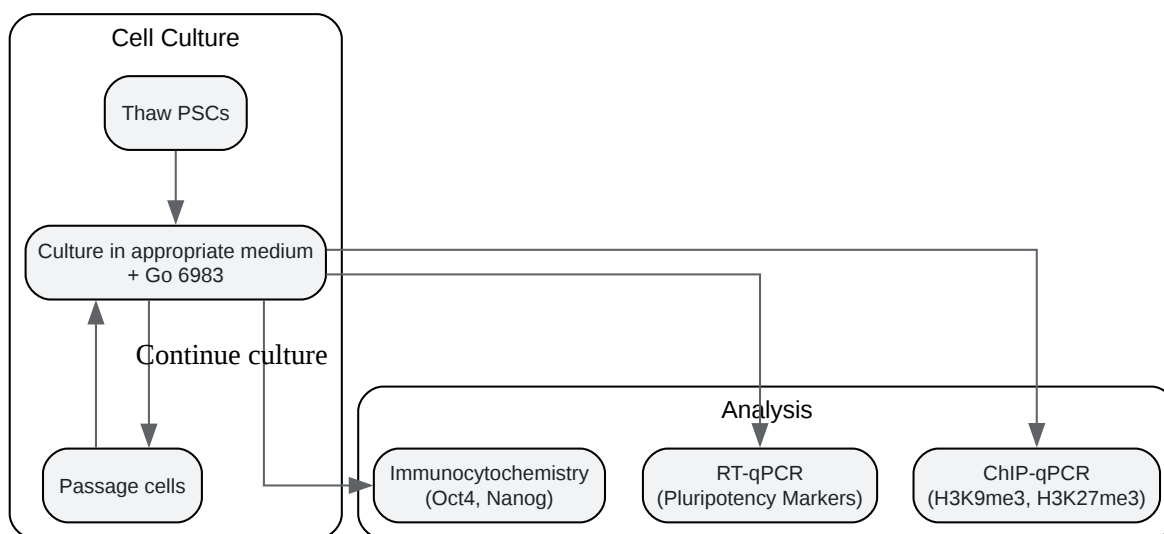 Cell Culture
Thaw PSCs
Culture in appropriate medium
+ Go 6983
Continue culture
Passage cells
Analysis
Immunocytochemistry
(Oct4, Nanog)
RT-qPCR
(Pluripotency Markers)
ChIP-qPCR
(H3K9me3, H3K27me3)